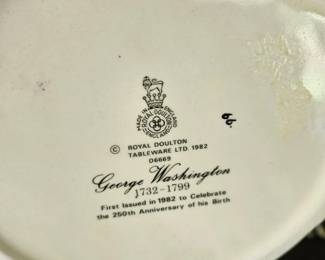 MADE IN ENGLAND
ROYAL DOULTON
ENGLAND
© ROYAL DOULTON
TABLEWARE LTD. 1982
D6669
George Washington
1732-1799
First Issued in 1982 to Celebrate
the 250th Anniversary of his Birth